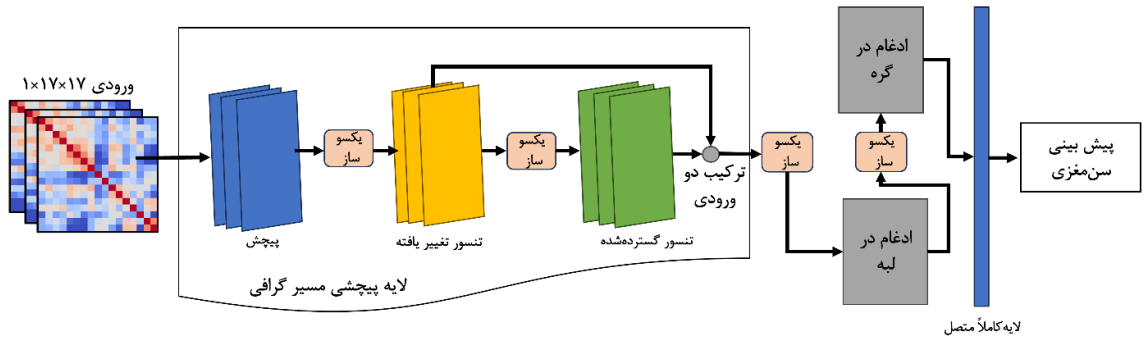 ورودی ۱۷×۱۷×۱
پیچش
یکسو
ساز
تنسور تغییر یافته
یکسو
ساز
تنسور گسترده‌شده
ترکیب دو
ورودی
لایه پیچشی مسیر گرافی
یکسو
ساز
ادغام در
لبه
یکسو
ساز
ادغام در
گره
لایه‌کاملاً متصل
پیش بینی
سن‌مغزی